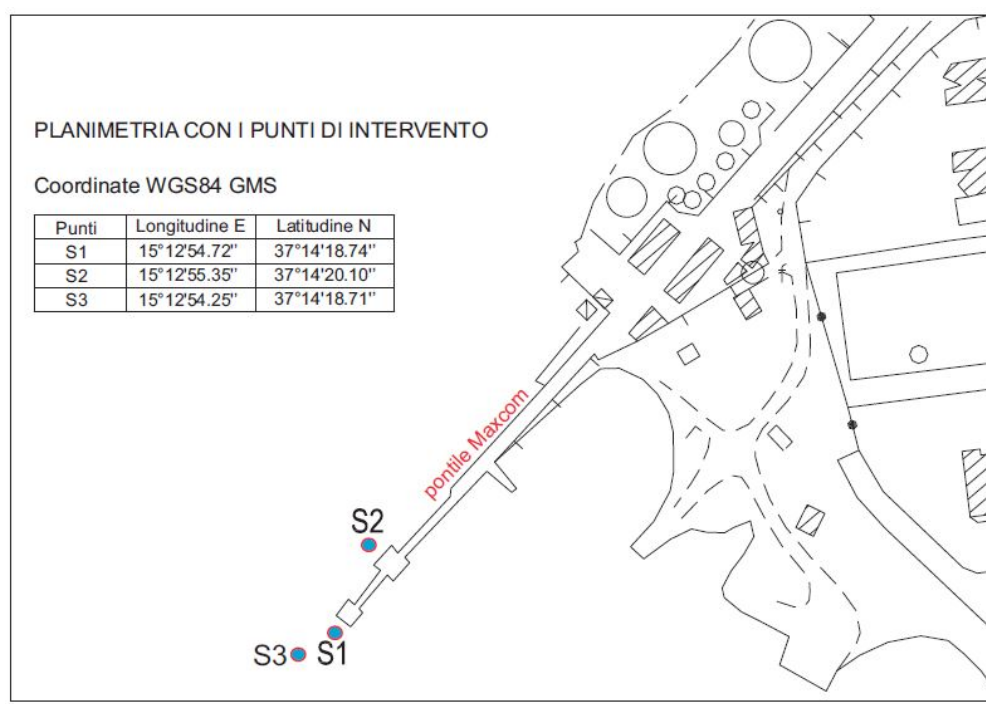 PLANIMETRIA CON I PUNTI DI INTERVENTO
Coordinate WGS84 GMS
Punti Longitudine E Latitudine N
S1 15°12'54.72'' 37°14'18.74''
S2 15°12'55.35'' 37°14'20.10''
S3 15°12'54.25'' 37°14'18.71''
pontile Maxcom
S2
S3 S1